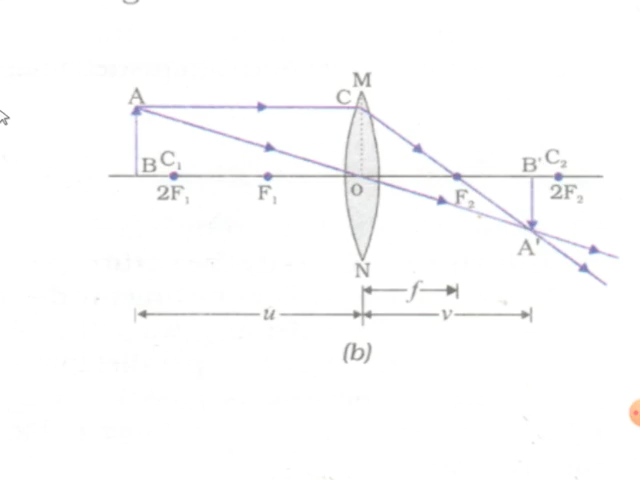 M
A C
B C₁ B' C₂
2F₁ F₁ O F₂ 2F₂
A'
N
f
u v
(b)